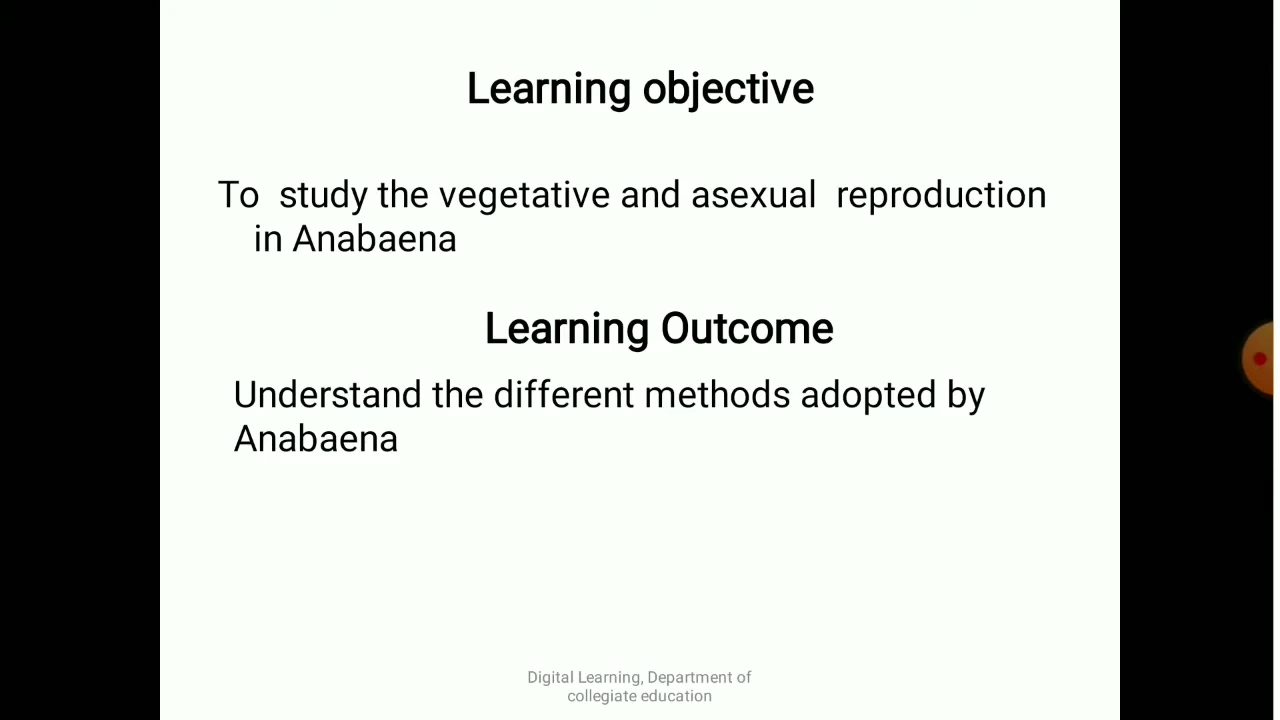 Learning objective
To study the vegetative and asexual reproduction
in Anabaena
Learning Outcome
Understand the different methods adopted by
Anabaena
Digital Learning, Department of
collegiate education